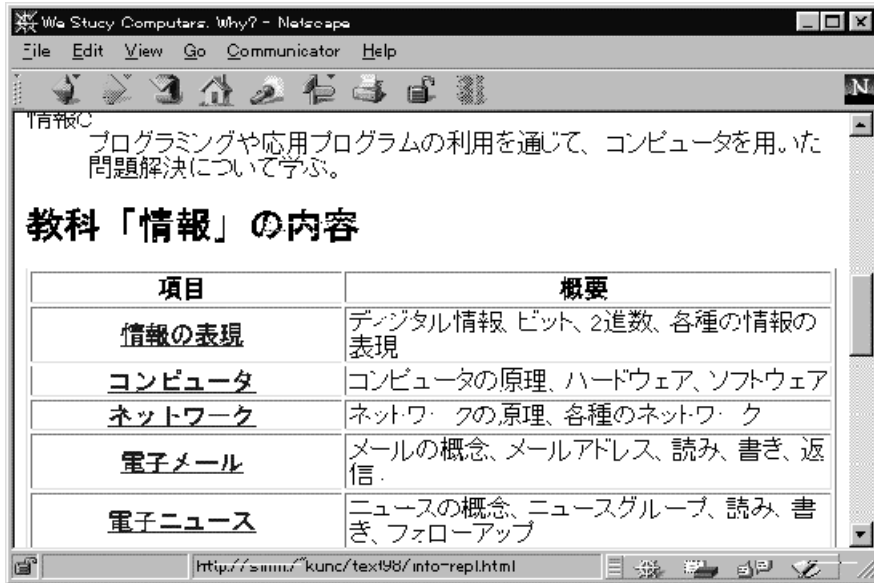 We Stucy Computars. Why? - Netscape
File Edit View Go Communicator Help
N
情報C
プログラミングや応用プログラムの利用を通じて、コンピュータを用いた
問題解決について学ぶ。
教科「情報」の内容
項目 概要
情報の表現 ディジタル情報、ビット、2進数、各種の情報の
表現
コンピュータ コンピュータの原理、ハードウェア、ソフトウェア
ネットワーク ネットワークの原理、各種のネットワーク
電子メール メールの概念、メールアドレス、読み、書き、返
信.
電子ニュース ニュースの概念、ニュースグループ、読み、書
き、フォローアップ